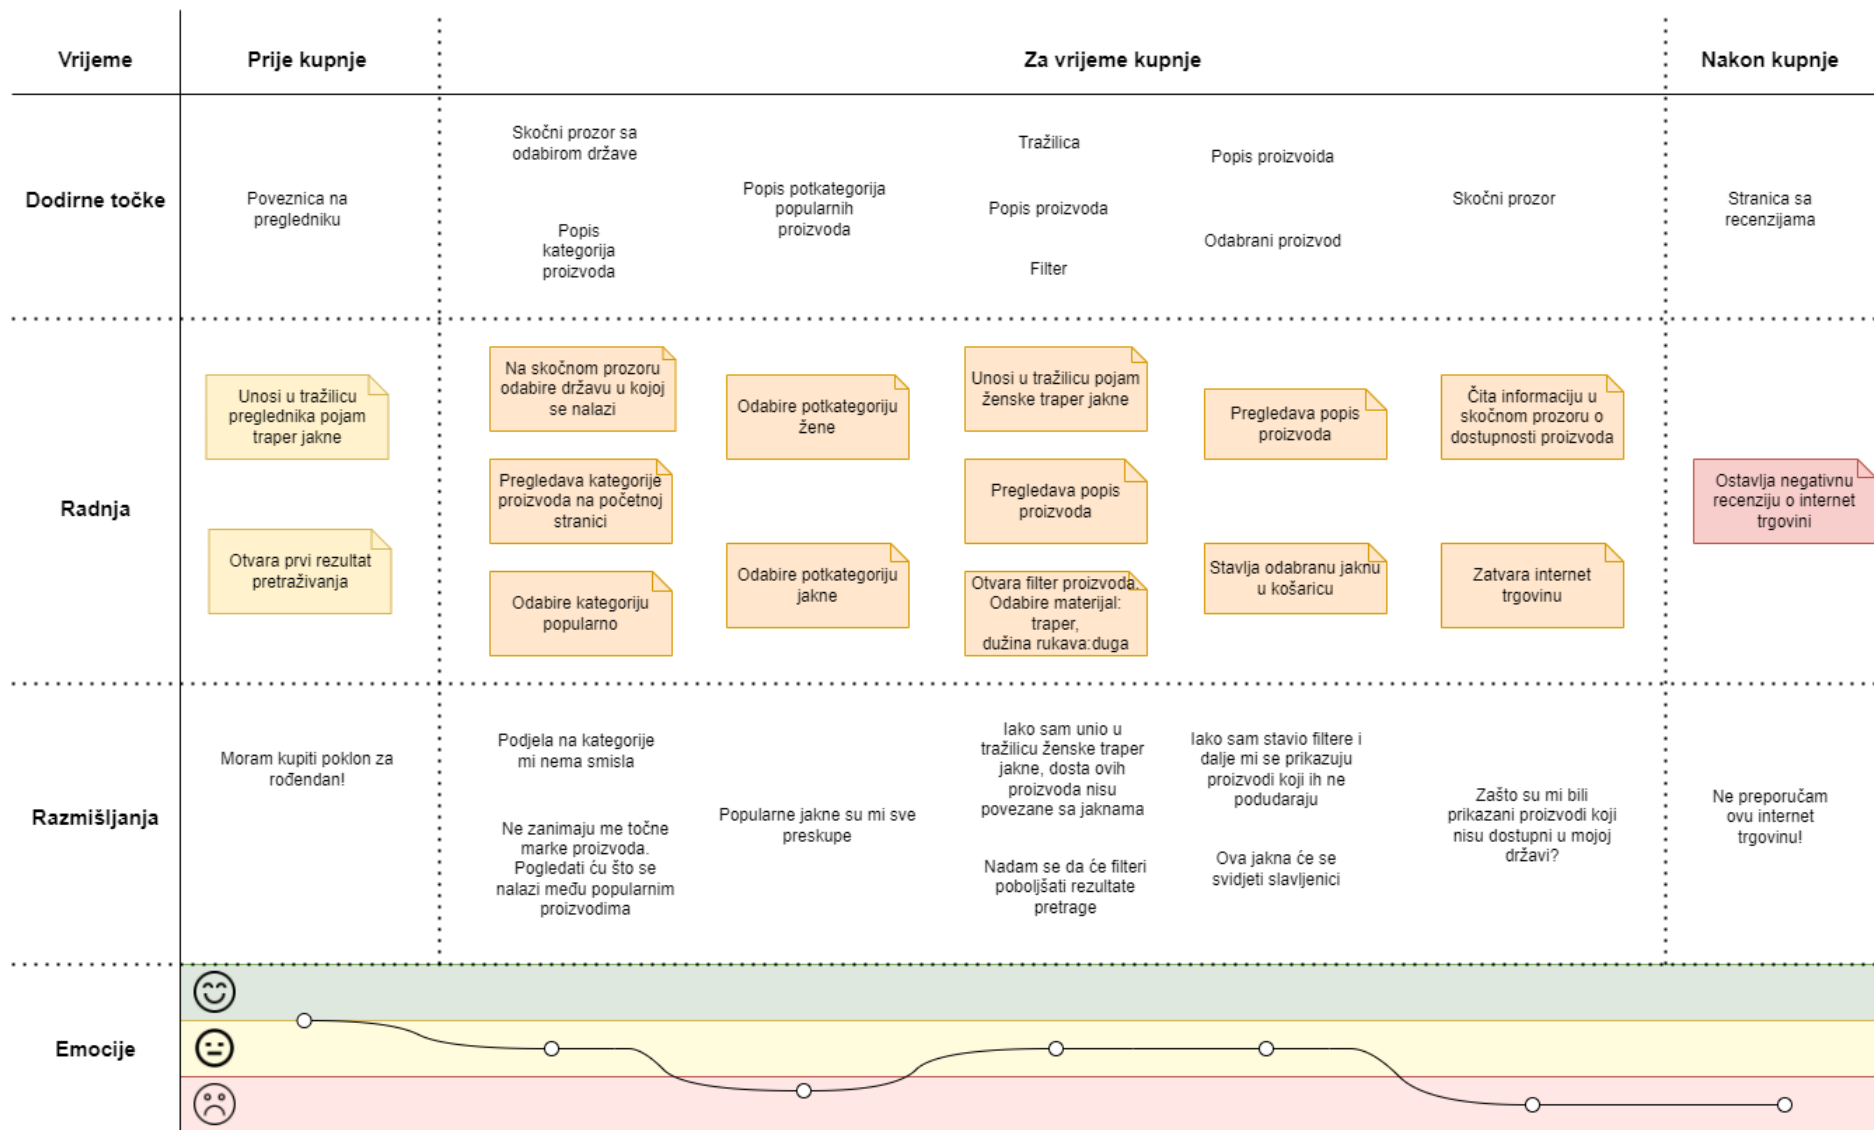 Vrijeme
Prije kupnje
Za vrijeme kupnje
Nakon kupnje
Dodirne točke
Poveznica na
pregledniku
Skočni prozor sa
odabirom države
Popis
kategorija
proizvoda
Popis potkategorija
popularnih
proizvoda
Tražilica
Popis proizvoda
Filter
Popis proizvoida
Odabrani proizvod
Skočni prozor
Stranica sa
recenzijama
Radnja
Unosi u tražilicu
preglednika pojam
traper jakne
Otvara prvi rezultat
pretraživanja
Na skočnom prozoru
odabire državu u kojoj
se nalazi
Pregledava kategorije
proizvoda na početnoj
stranici
Odabire kategoriju
popularno
Odabire potkategoriju
žene
Odabire potkategoriju
jakne
Unosi u tražilicu pojam
ženske traper jakne
Pregledava popis
proizvoda
Otvara filter proizvoda.
Odabire materijal:
traper,
dužina rukava:duga
Pregledava popis
proizvoda
Stavlja odabranu jaknu
u košaricu
Čita informaciju u
skočnom prozoru o
dostupnosti proizvoda
Zatvara internet
trgovinu
Ostavlja negativnu
recenziju o internet
trgovini
Razmišljanja
Moram kupiti poklon za
rođendan!
Podjela na kategorije
mi nema smisla
Ne zanimaju me točne
marke proizvoda.
Pogledati ću što se
nalazi među popularnim
proizvodima
Popularne jakne su mi sve
preskupe
Iako sam unio u
tražilicu ženske traper
jakne, dosta ovih
proizvoda nisu
povezane sa jaknama
Nadam se da će filteri
poboljšati rezultate
pretrage
Iako sam stavio filtere i
dalje mi se prikazuju
proizvodi koji ih ne
podudaraju
Ova jakna će se
svidjeti slavljenici
Zašto su mi bili
prikazani proizvodi koji
nisu dostupni u mojoj
državi?
Ne preporučam
ovu internet
trgovinu!
Emocije